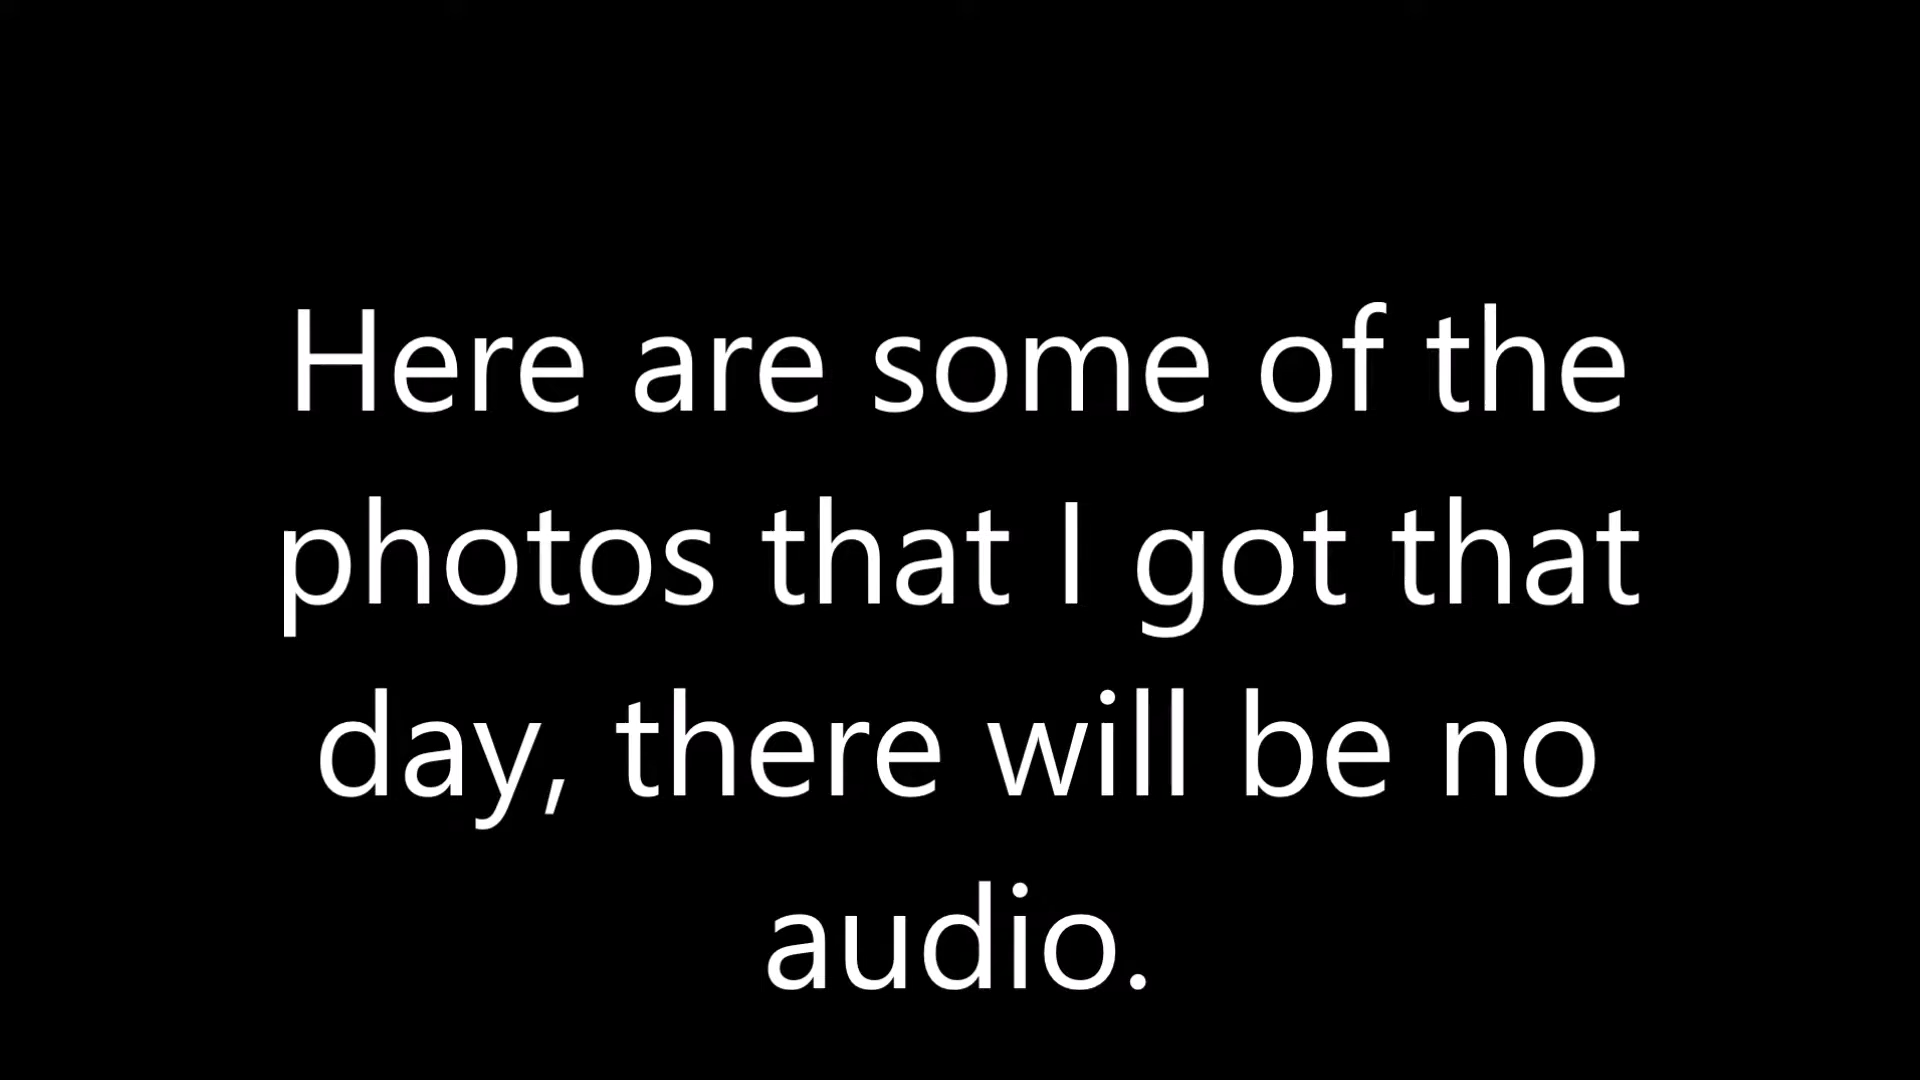 Here are some of the
photos that I got that
day, there will be no
audio.